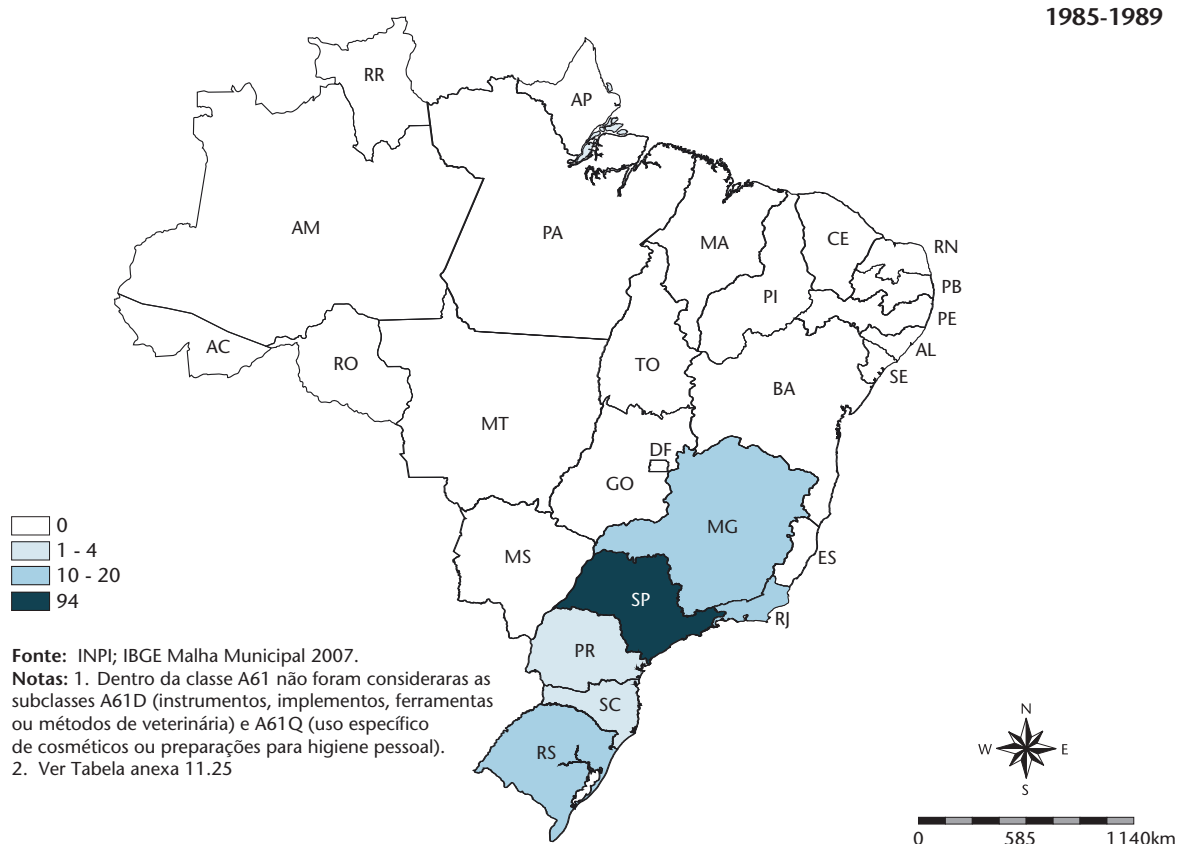 1985-1989
RR
AP
AM
PA
MA
CE
RN
PI
PB
PE
AC
RO
TO
AL
SE
BA
MT
DF
GO
MG
0
1 - 4
10 - 20
94
MS
ES
SP
RJ
PR
SC
RS
Fonte: INPI; IBGE Malha Municipal 2007.
Notas: 1. Dentro da classe A61 não foram consideraras as
subclasses A61D (instrumentos, implementos, ferramentas
ou métodos de veterinária) e A61Q (uso específico
de cosméticos ou preparações para higiene pessoal).
2. Ver Tabela anexa 11.25
N
W
E
S
0 585 1140km